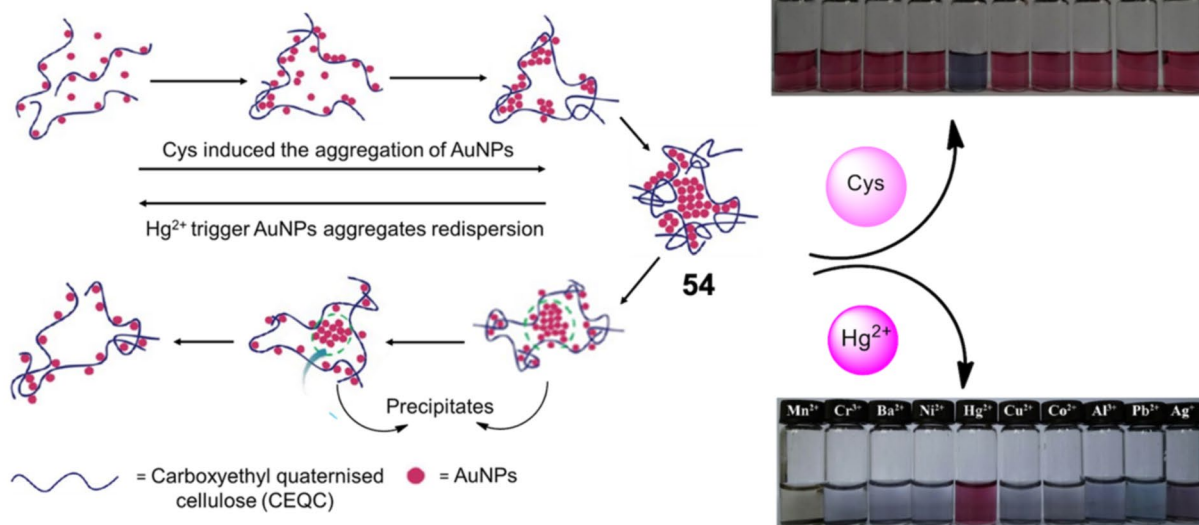 Cys induced the aggregation of AuNPs
Hg²⁺ trigger AuNPs aggregates redispersion
54
Precipitates
= Carboxyethyl quaternised
cellulose (CEQC)
= AuNPs
Cys
Hg²⁺
Mn²⁺ Cr³⁺ Ba²⁺ Ni²⁺ Hg²⁺ Cu²⁺ Co²⁺ Al³⁺ Pb²⁺ Ag⁺